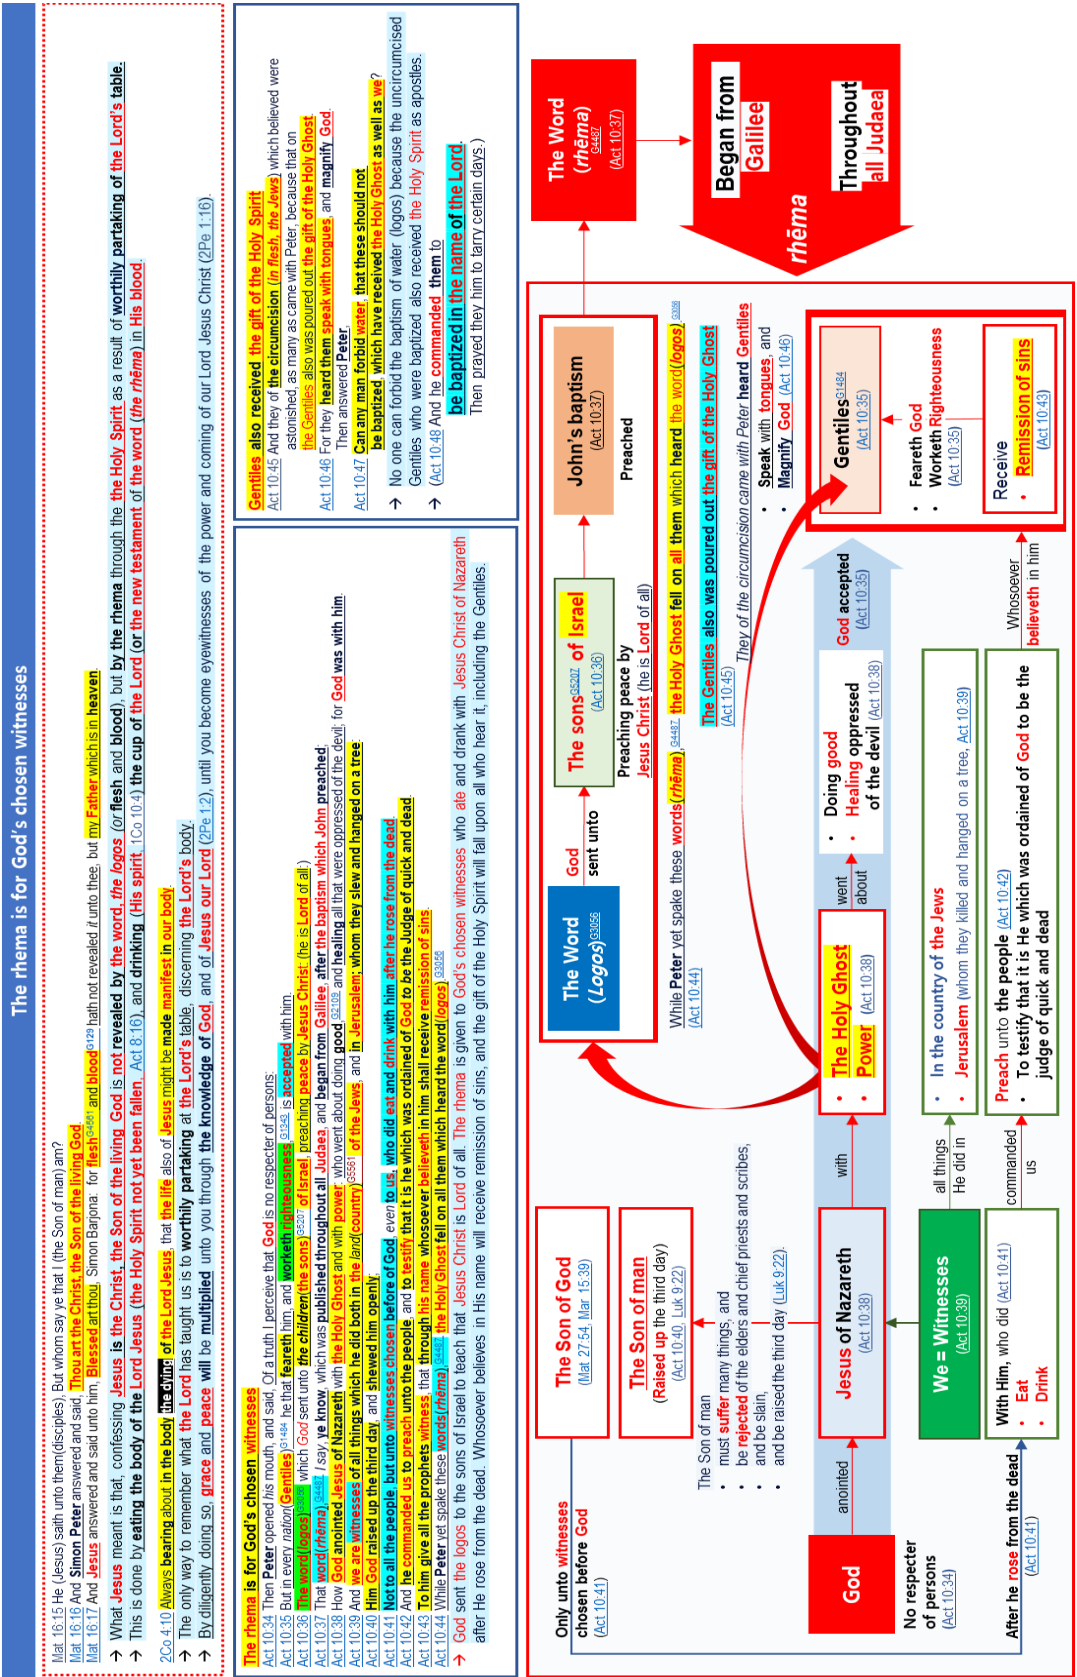 The rhema is for God's chosen witnesses
Mat 16:15 He (Jesus) saith unto them(disciples), But whom say ye that I (the Son of man) am?
Mat 16:16 And Simon Peter answered and said, Thou art the Christ, the Son of the living God.
Mat 16:17 And Jesus answered and said unto him, Blessed art thou, Simon Barjona: for flesh G4561 and blood G129 hath not revealed it unto thee, but my Father which is in heaven.
→ What Jesus meant is that, confessing Jesus is the Christ, the Son of the living God is not revealed by the word, the logos (or flesh and blood), but by the rhema through the Holy Spirit as a result of worthily partaking of the Lord's table.
→ This is done by eating the body of the Lord Jesus (the Holy Spirit not yet been fallen, Act 8:16), and drinking (His spirit, 1Co 10:4) the cup of the Lord (or the new testament of the word (the rhēma) in His blood.
2Co 4:10 Always bearing about in the body the dying of the Lord Jesus, that the life also of Jesus might be made manifest in our body.
→ The only way to remember what the Lord has taught us is to worthily partaking at the Lord's table, discerning the Lord's body.
→ By diligently doing so, grace and peace will be multiplied unto you through the knowledge of God, and of Jesus our Lord (2Pe 1:2), until you become eyewitnesses of the power and coming of our Lord Jesus Christ (2Pe 1:16).
The rhema is for God's chosen witnesses
Act 10:34 Then Peter opened his mouth, and said, Of a truth I perceive that God is no respecter of persons:
Act 10:35 But in every nation(Gentiles) G1484 he that feareth him, and worketh righteousness, G1343 is accepted with him.
Act 10:36 The word(logos) G3056 which God sent unto the children(the sons) G5207 of Israel, preaching peace by Jesus Christ: (he is Lord of all:)
Act 10:37 That word(rhēma), G4487 I say, ye know, which was published throughout all Judaea, and began from Galilee, after the baptism which John preached;
Act 10:38 How God anointed Jesus of Nazareth with the Holy Ghost and with power: who went about doing good, G2109 and healing all that were oppressed of the devil; for God was with him.
Act 10:39 And we are witnesses of all things which he did both in the land(country) G5561 of the Jews, and in Jerusalem; whom they slew and hanged on a tree:
Act 10:40 Him God raised up the third day, and shewed him openly;
Act 10:41 Not to all the people, but unto witnesses chosen before of God, even to us, who did eat and drink with him after he rose from the dead.
Act 10:42 And he commanded us to preach unto the people, and to testify that it is he which was ordained of God to be the Judge of quick and dead.
Act 10:43 To him give all the prophets witness, that through his name whosoever believeth in him shall receive remission of sins.
Act 10:44 While Peter yet spake these words(rhēma), G4487 the Holy Ghost fell on all them which heard the word(logos). G3056
→ God sent the logos to the sons of Israel to teach that Jesus Christ is Lord of all. The rhema is given to God's chosen witnesses who ate and drank with Jesus Christ of Nazareth
after He rose from the dead. Whosoever believes in His name will receive remission of sins, and the gift of the Holy Spirit will fall upon all who hear it, including the Gentiles.
Gentiles also received the gift of the Holy Spirit
Act 10:45 And they of the circumcision (in flesh, the Jews) which believed were
astonished, as many as came with Peter, because that on
the Gentiles also was poured out the gift of the Holy Ghost.
Act 10:46 For they heard them speak with tongues, and magnify God.
Then answered Peter,
Act 10:47 Can any man forbid water, that these should not
be baptized, which have received the Holy Ghost as well as we?
→ No one can forbid the baptism of water (logos) because the uncircumcised
Gentiles who were baptized also received the Holy Spirit as apostles.
→ (Act 10:48 And he commanded them to
be baptized in the name of the Lord.
Then prayed they him to tarry certain days.)
Only unto witnesses
chosen before God
(Act 10:41)
The Son of God
(Mat 27:54, Mar 15:39)
The Son of man
(Raised up the third day)
(Act 10:40, Luk 9:22)
The Son of man
• must suffer many things, and
• be rejected of the elders and chief priests and scribes,
• and be slain,
• and be raised the third day (Luk 9:22).
God
anointed
Jesus of Nazareth
(Act 10:38)
with
• The Holy Ghost
• Power (Act 10:38)
went
about
• Doing good
• Healing oppressed
of the devil (Act 10:38)
God accepted
(Act 10:35)
No respecter
of persons
(Act 10:34)
We = Witnesses
(Act 10:39)
all things
He did in
• In the country of the Jews
• Jerusalem (whom they killed and hanged on a tree, Act 10:39)
After he rose from the dead
(Act 10:41)
With Him, who did (Act 10:41)
• Eat
• Drink
commanded
us
Preach unto the people (Act 10:42)
• To testify that it is He which was ordained of God to be the
judge of quick and dead
Whosoever
believeth in him
The Word
(Logos) G3056
God
sent unto
The sons G5207 of Israel
(Act 10:36)
Preaching peace by
Jesus Christ (he is Lord of all)
John's baptism
(Act 10:37)
Preached
The Word
(rhēma)
G4487
(Act 10:37)
Began from
Galilee
Throughout
all Judaea
rhēma
While Peter yet spake these words(rhēma), G4487 the Holy Ghost fell on all them which heard the word(logos). G3056
(Act 10:44)
The Gentiles also was poured out the gift of the Holy Ghost
(Act 10:45)
They of the circumcision came with Peter heard Gentiles
• Speak with tongues, and
• Magnify God (Act 10:46)
Gentiles G1484
(Act 10:35)
• Feareth God
• Worketh Righteousness
(Act 10:35)
Receive
• Remission of sins
(Act 10:43)